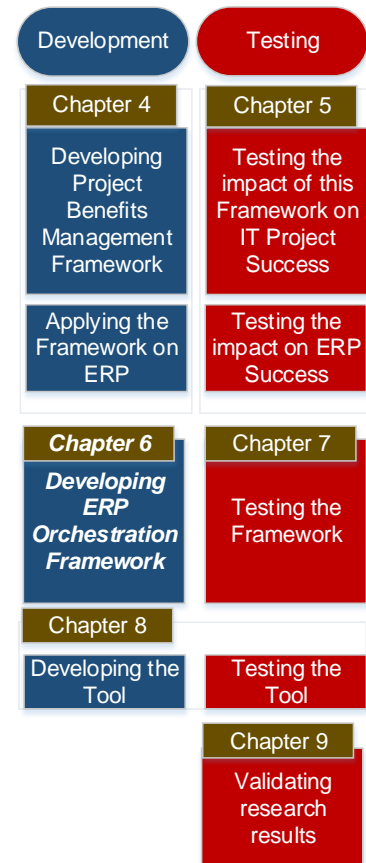 Development
Testing
Chapter 4
Developing
Project
Benefits
Management
Framework
Applying the
Framework on
ERP
Chapter 5
Testing the
impact of this
Framework on
IT Project
Success
Testing the
impact on ERP
Success
Chapter 6
Developing
ERP
Orchestration
Framework
Chapter 7
Testing the
Framework
Chapter 8
Developing the
Tool
Testing the
Tool
Chapter 9
Validating
research
results